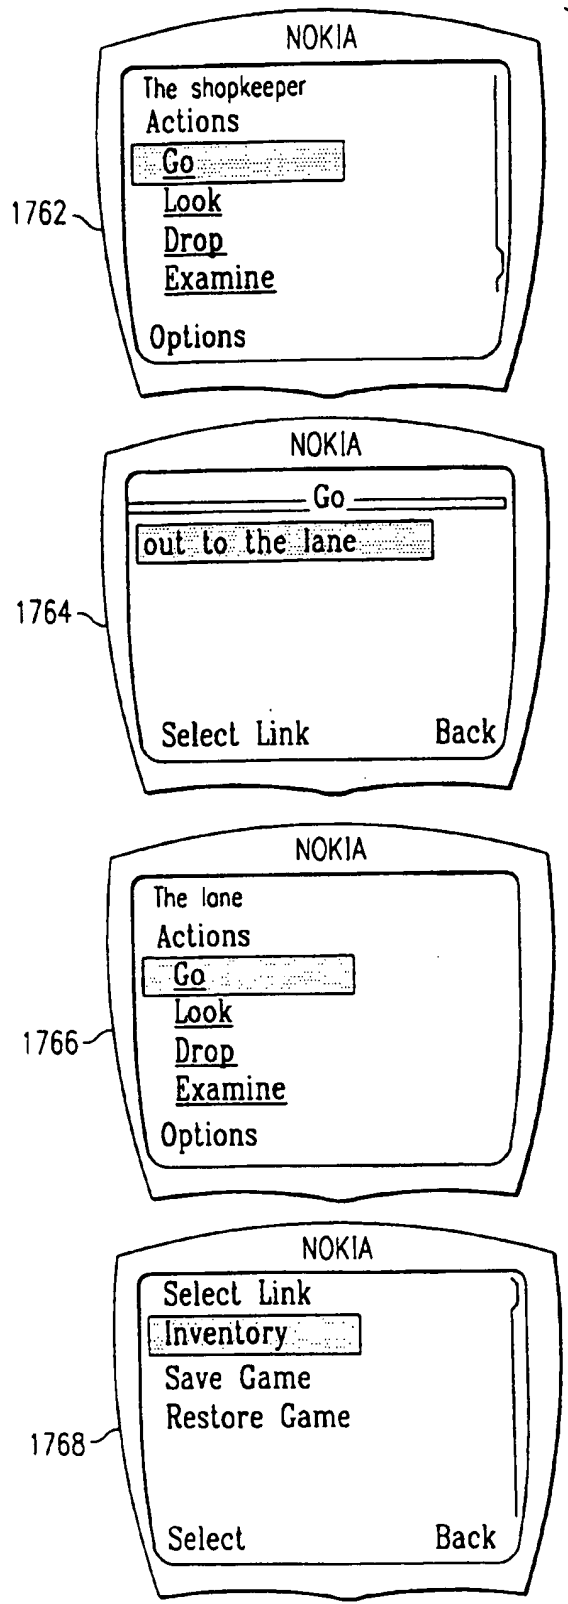 NOKIA
The shopkeeper
Actions
Go
Look
Drop
Examine
Options
1762
NOKIA
Go
out to the lane
Select Link Back
1764
NOKIA
The lane
Actions
Go
Look
Drop
Examine
Options
1766
NOKIA
Select Link
Inventory
Save Game
Restore Game
Select Back
1768